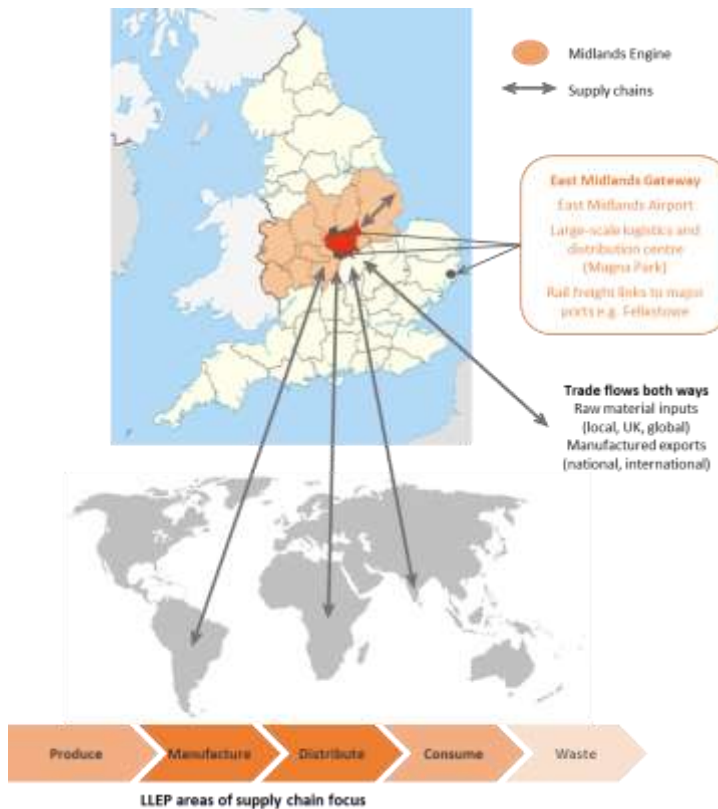 Midlands Engine
Supply chains
East Midlands Gateway
East Midlands Airport
Large-scale logistics and
distribution centre
(Magna Park)
Rail freight links to major
ports e.g. Felixstowe
Trade flows both ways
Raw material inputs
(local, UK, global)
Manufactured exports
(national, international)
Produce
Manufacture
Distribute
Consume
Waste
LLEP areas of supply chain focus